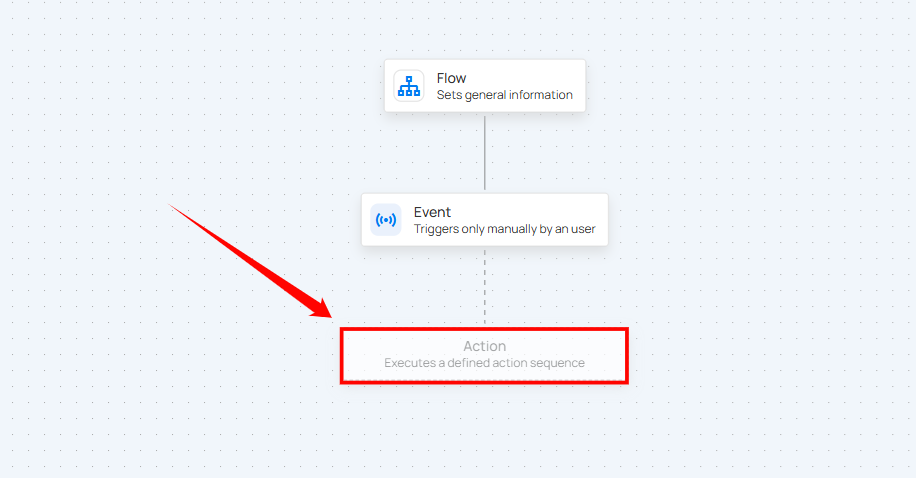 Flow
Sets general information
Event
Triggers only manually by an user
Action
Executes a defined action sequence